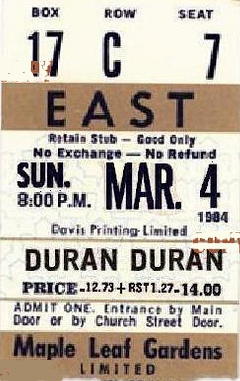 BOX ROW SEAT
17 C 7
EAST
Retain Stub — Good Only
No Exchange — No Refund
SUN. MAR. 4
8:00 P.M. 1984
Davis Printing Limited
DURAN DURAN
PRICE-12.73+RST1.27-14.00
ADMIT ONE. Entrance by Main
Door or by Church Street Door.
Maple Leaf Gardens
LIMITED